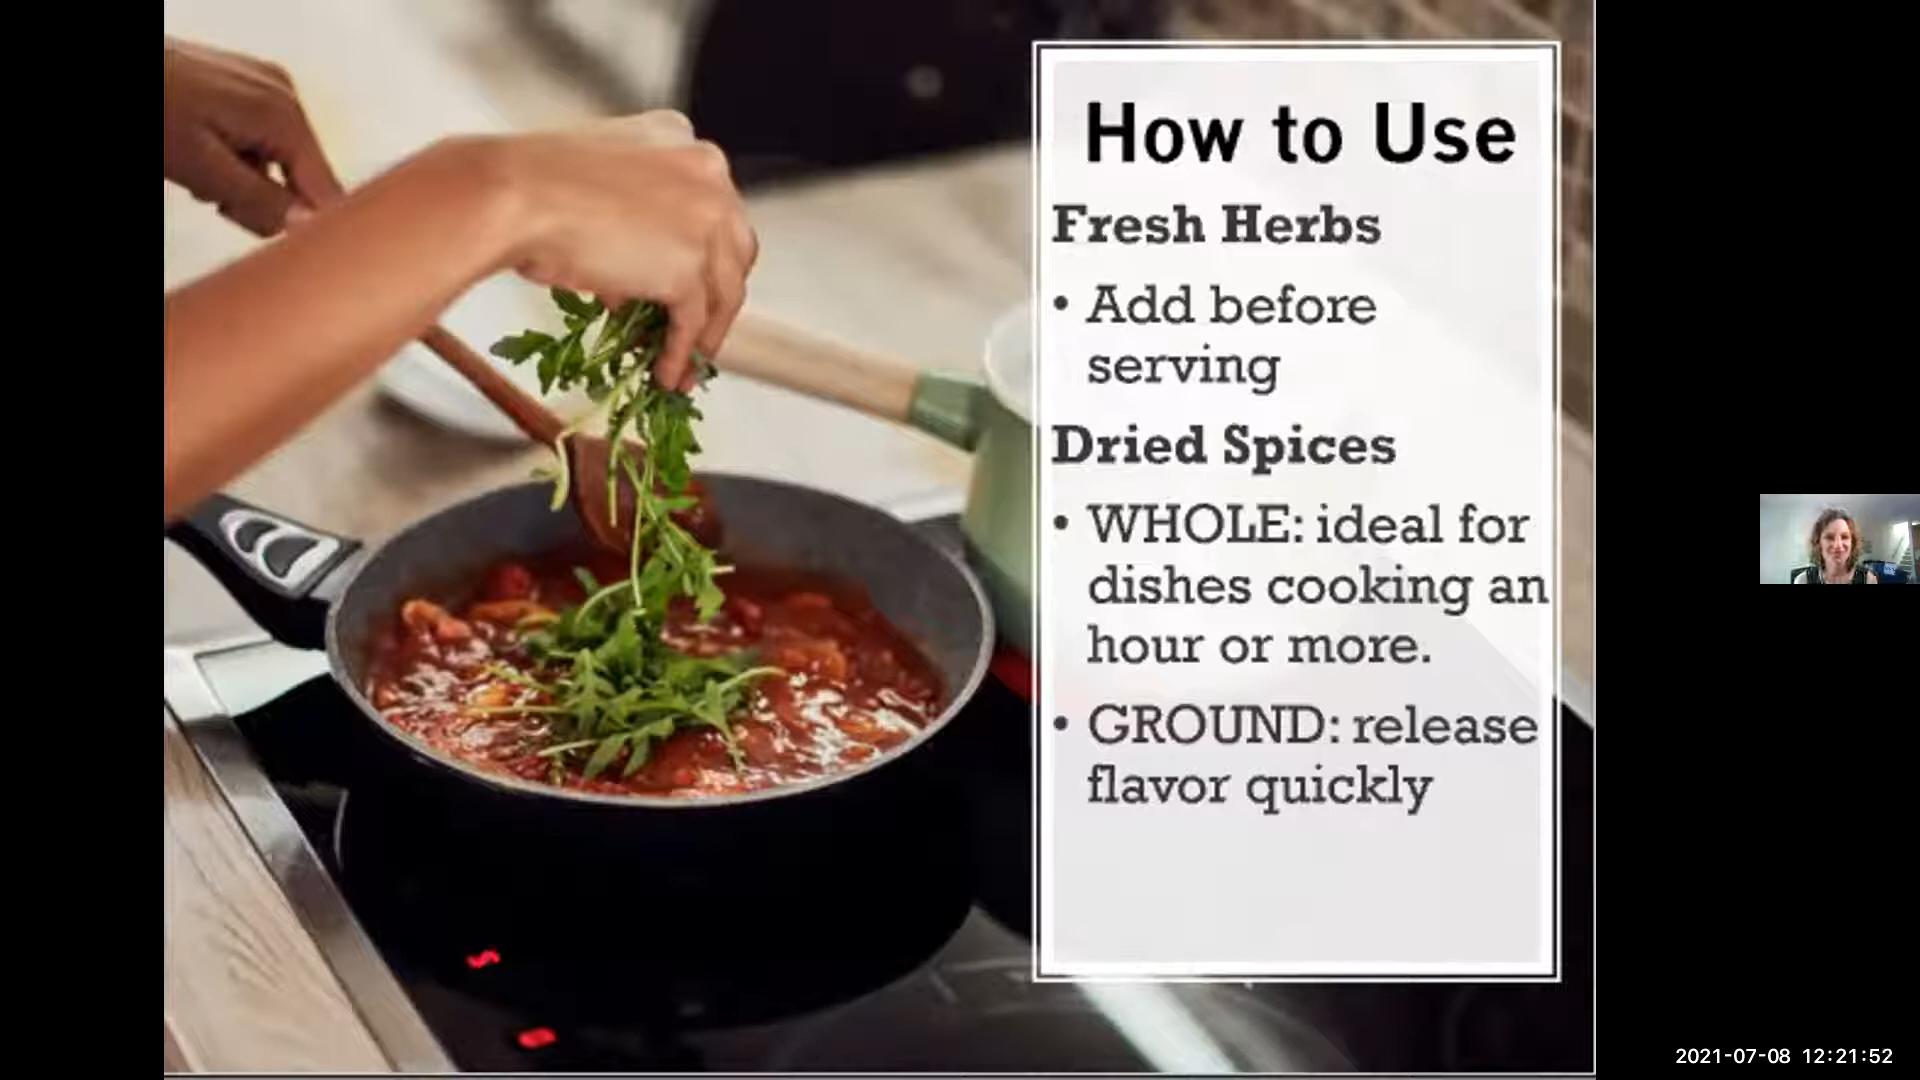 How to Use
Fresh Herbs
• Add before
serving
Dried Spices
• WHOLE: ideal for
dishes cooking an
hour or more.
• GROUND: release
flavor quickly
2021-07-08 12:21:52